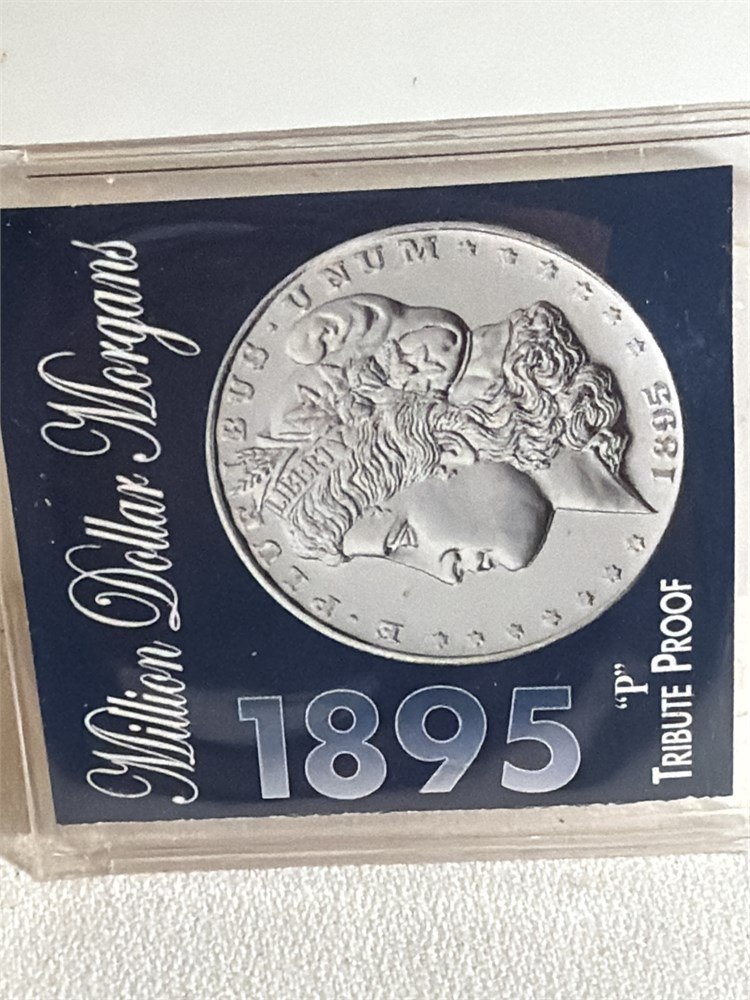 Million Dollar Morgans
E · PLURIBUS · UNUM
LIBERTY
1895
1895
"P"
TRIBUTE PROOF